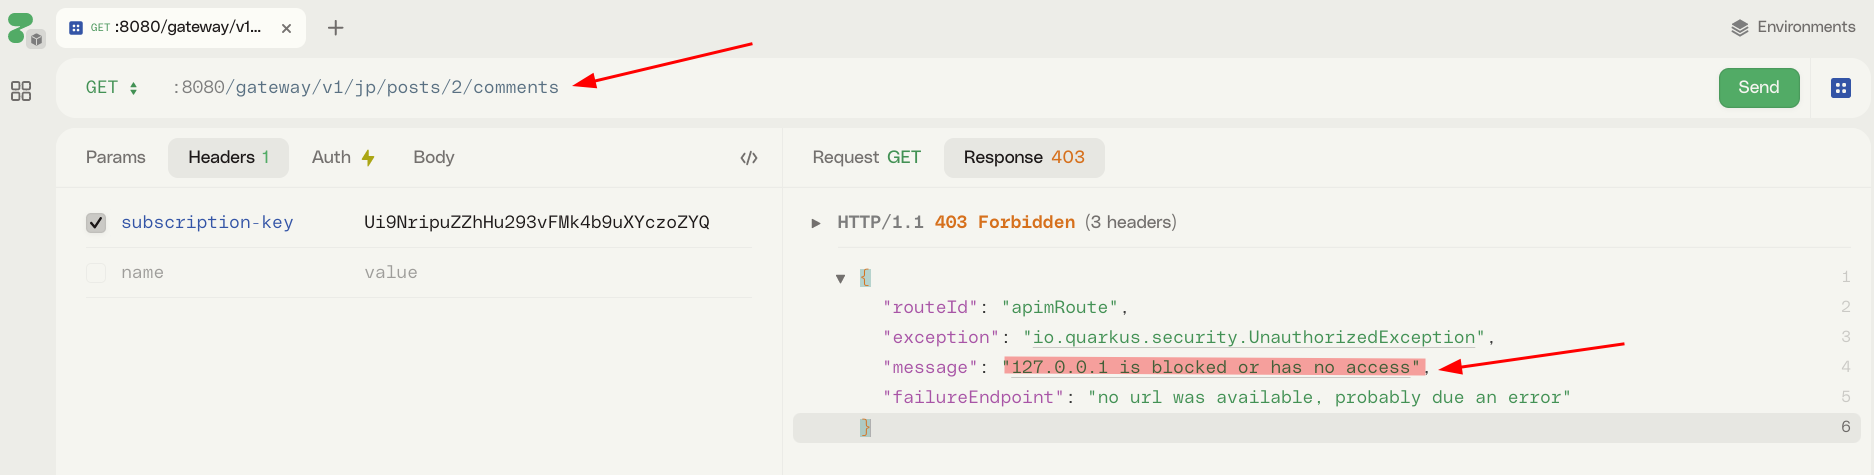 GET :8080/gateway/v1...
Environments
GET :8080/gateway/v1/jp/posts/2/comments
Send
Params Headers 1 Auth Body
Request GET Response 403
subscription-key Ui9NripuZZhHu293vFMk4b9uXYczoZYQ
name value
HTTP/1.1 403 Forbidden (3 headers)
{ 1
"routeId": "apimRoute", 2
"exception": "io.quarkus.security.UnauthorizedException", 3
"message": "127.0.0.1 is blocked or has no access", 4
"failureEndpoint": "no url was available, probably due an error" 5
} 6